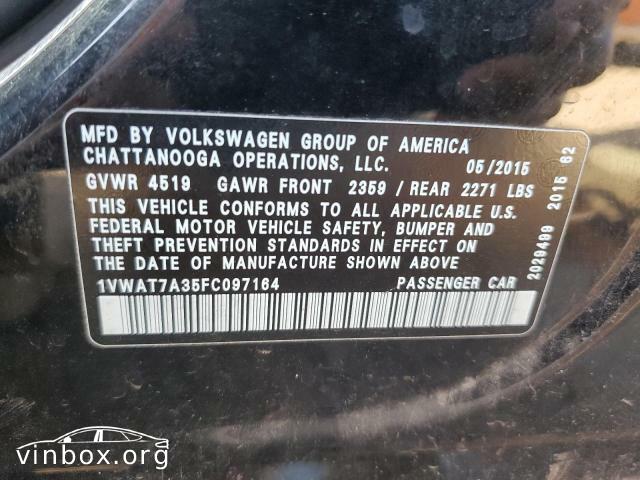 MFD BY VOLKSWAGEN GROUP OF AMERICA
CHATTANOOGA OPERATIONS, LLC. 05/2015
GVWR 4519 GAWR FRONT 2359 / REAR 2271 LBS
THIS VEHICLE CONFORMS TO ALL APPLICABLE U.S.
FEDERAL MOTOR VEHICLE SAFETY, BUMPER AND
THEFT PREVENTION STANDARDS IN EFFECT ON
THE DATE OF MANUFACTURE SHOWN ABOVE
1VWAT7A35FC097164 PASSENGER CAR
2029499 2015 62
vinbox.org